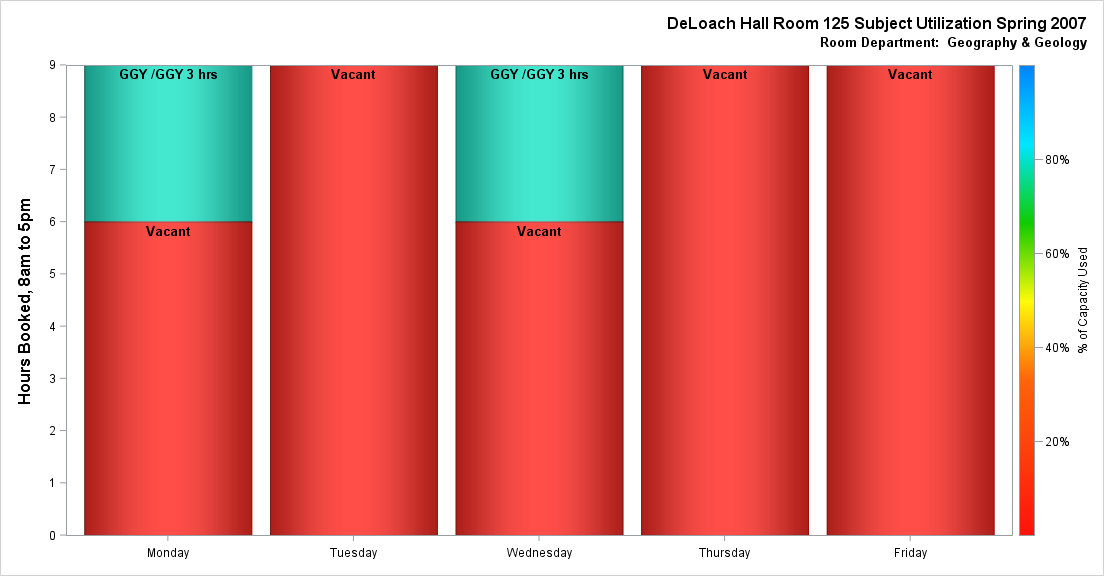 DeLoach Hall Room 125 Subject Utilization Spring 2007
Room Department:  Geography & Geology
Hours Booked, 8am to 5pm
9
8
7
6
5
4
3
2
1
0
GGY /GGY 3 hrs
Vacant
GGY /GGY 3 hrs
Vacant
Vacant
Vacant
Vacant
Monday
Tuesday
Wednesday
Thursday
Friday
80%
60%
40%
20%
% of Capacity Used